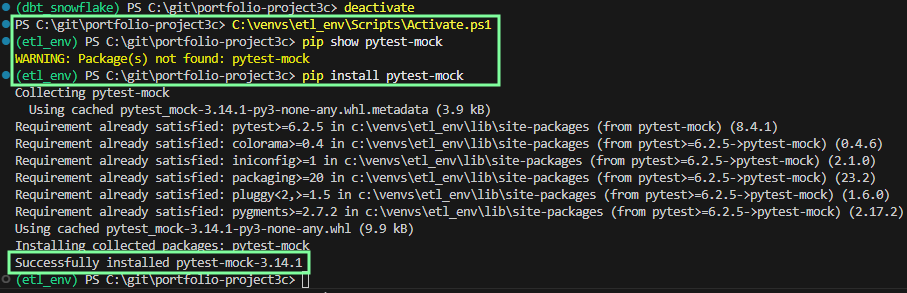 (dbt_snowflake) PS C:\git\portfolio-project3c> deactivate
PS C:\git\portfolio-project3c> C:\venvs\etl_env\Scripts\Activate.ps1
(etl_env) PS C:\git\portfolio-project3c> pip show pytest-mock
WARNING: Package(s) not found: pytest-mock
(etl_env) PS C:\git\portfolio-project3c> pip install pytest-mock
Collecting pytest-mock
  Using cached pytest_mock-3.14.1-py3-none-any.whl.metadata (3.9 kB)
Requirement already satisfied: pytest>=6.2.5 in c:\venvs\etl_env\lib\site-packages (from pytest-mock) (8.4.1)
Requirement already satisfied: colorama>=0.4 in c:\venvs\etl_env\lib\site-packages (from pytest>=6.2.5->pytest-mock) (0.4.6)
Requirement already satisfied: iniconfig>=1 in c:\venvs\etl_env\lib\site-packages (from pytest>=6.2.5->pytest-mock) (2.1.0)
Requirement already satisfied: packaging>=20 in c:\venvs\etl_env\lib\site-packages (from pytest>=6.2.5->pytest-mock) (23.2)
Requirement already satisfied: pluggy<2,>=1.5 in c:\venvs\etl_env\lib\site-packages (from pytest>=6.2.5->pytest-mock) (1.6.0)
Requirement already satisfied: pygments>=2.7.2 in c:\venvs\etl_env\lib\site-packages (from pytest>=6.2.5->pytest-mock) (2.17.2)
Using cached pytest_mock-3.14.1-py3-none-any.whl (9.9 kB)
Installing collected packages: pytest-mock
Successfully installed pytest-mock-3.14.1
(etl_env) PS C:\git\portfolio-project3c>